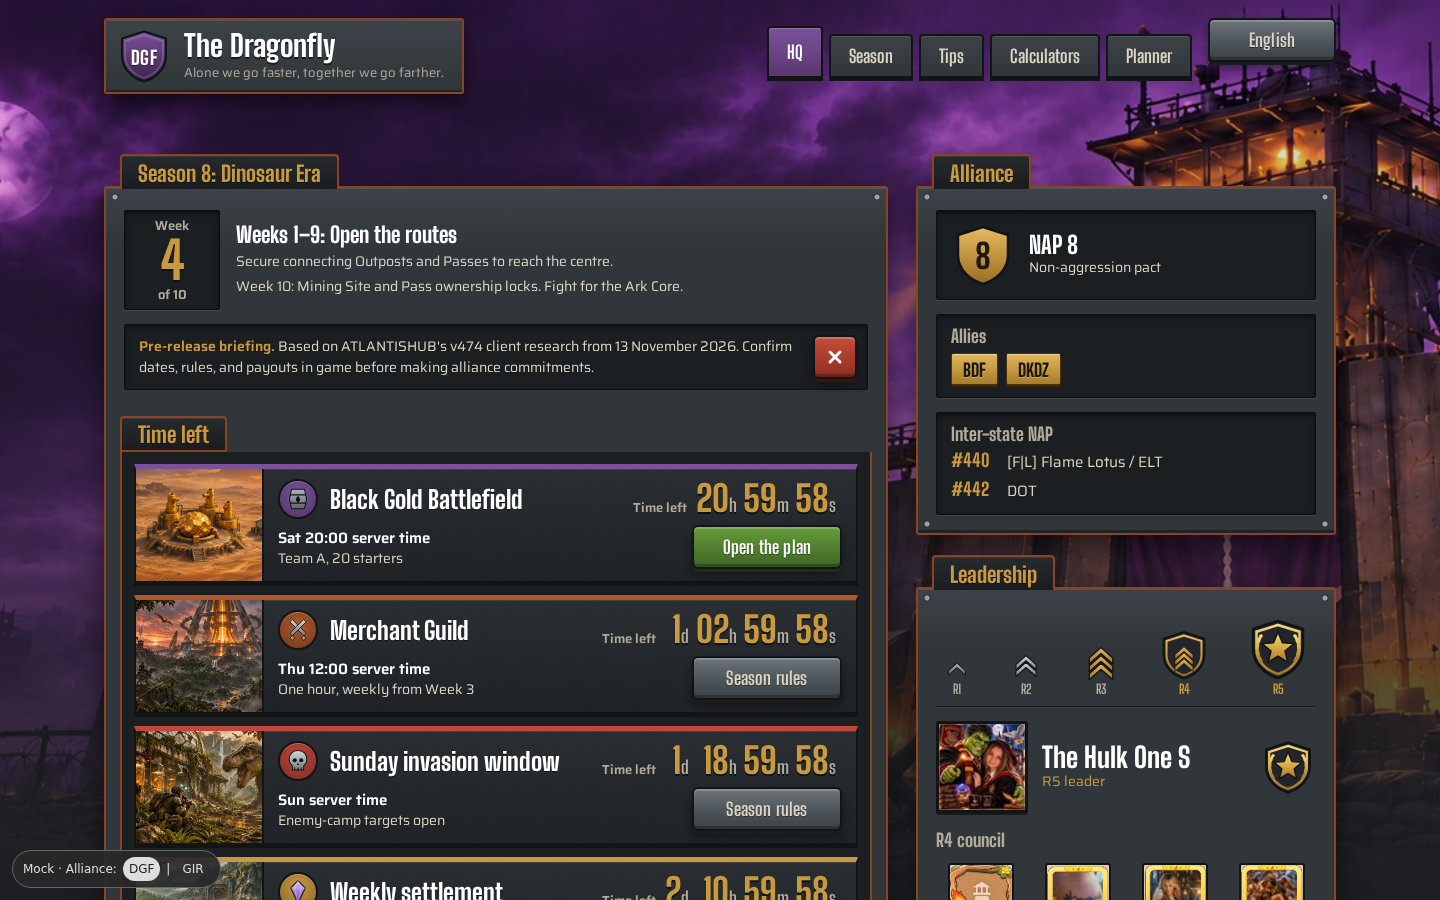 DGF
The Dragonfly
Alone we go faster, together we go farther.
HQ
Season
Tips
Calculators
Planner
English
Season 8: Dinosaur Era
Week
4
of 10
Weeks 1–9: Open the routes
Secure connecting Outposts and Passes to reach the centre.
Week 10: Mining Site and Pass ownership locks. Fight for the Ark Core.
Pre-release briefing. Based on ATLANTISHUB's v474 client research from 13 November 2026. Confirm
dates, rules, and payouts in game before making alliance commitments.
Time left
Black Gold Battlefield
Sat 20:00 server time
Team A, 20 starters
Time left 20h 59m 58s
Open the plan
Merchant Guild
Thu 12:00 server time
One hour, weekly from Week 3
Time left 1d 02h 59m 58s
Season rules
Sunday invasion window
Sun server time
Enemy-camp targets open
Time left 1d 18h 59m 58s
Season rules
Weekly settlement
Time left 2d 10h 59m 58s
Alliance
8
NAP 8
Non-aggression pact
Allies
BDF
DKDZ
Inter-state NAP
#440 [F|L] Flame Lotus / ELT
#442 DOT
Leadership
R1
R2
R3
R4
R5
The Hulk One S
R5 leader
R4 council
Mock · Alliance: DGF | GIR